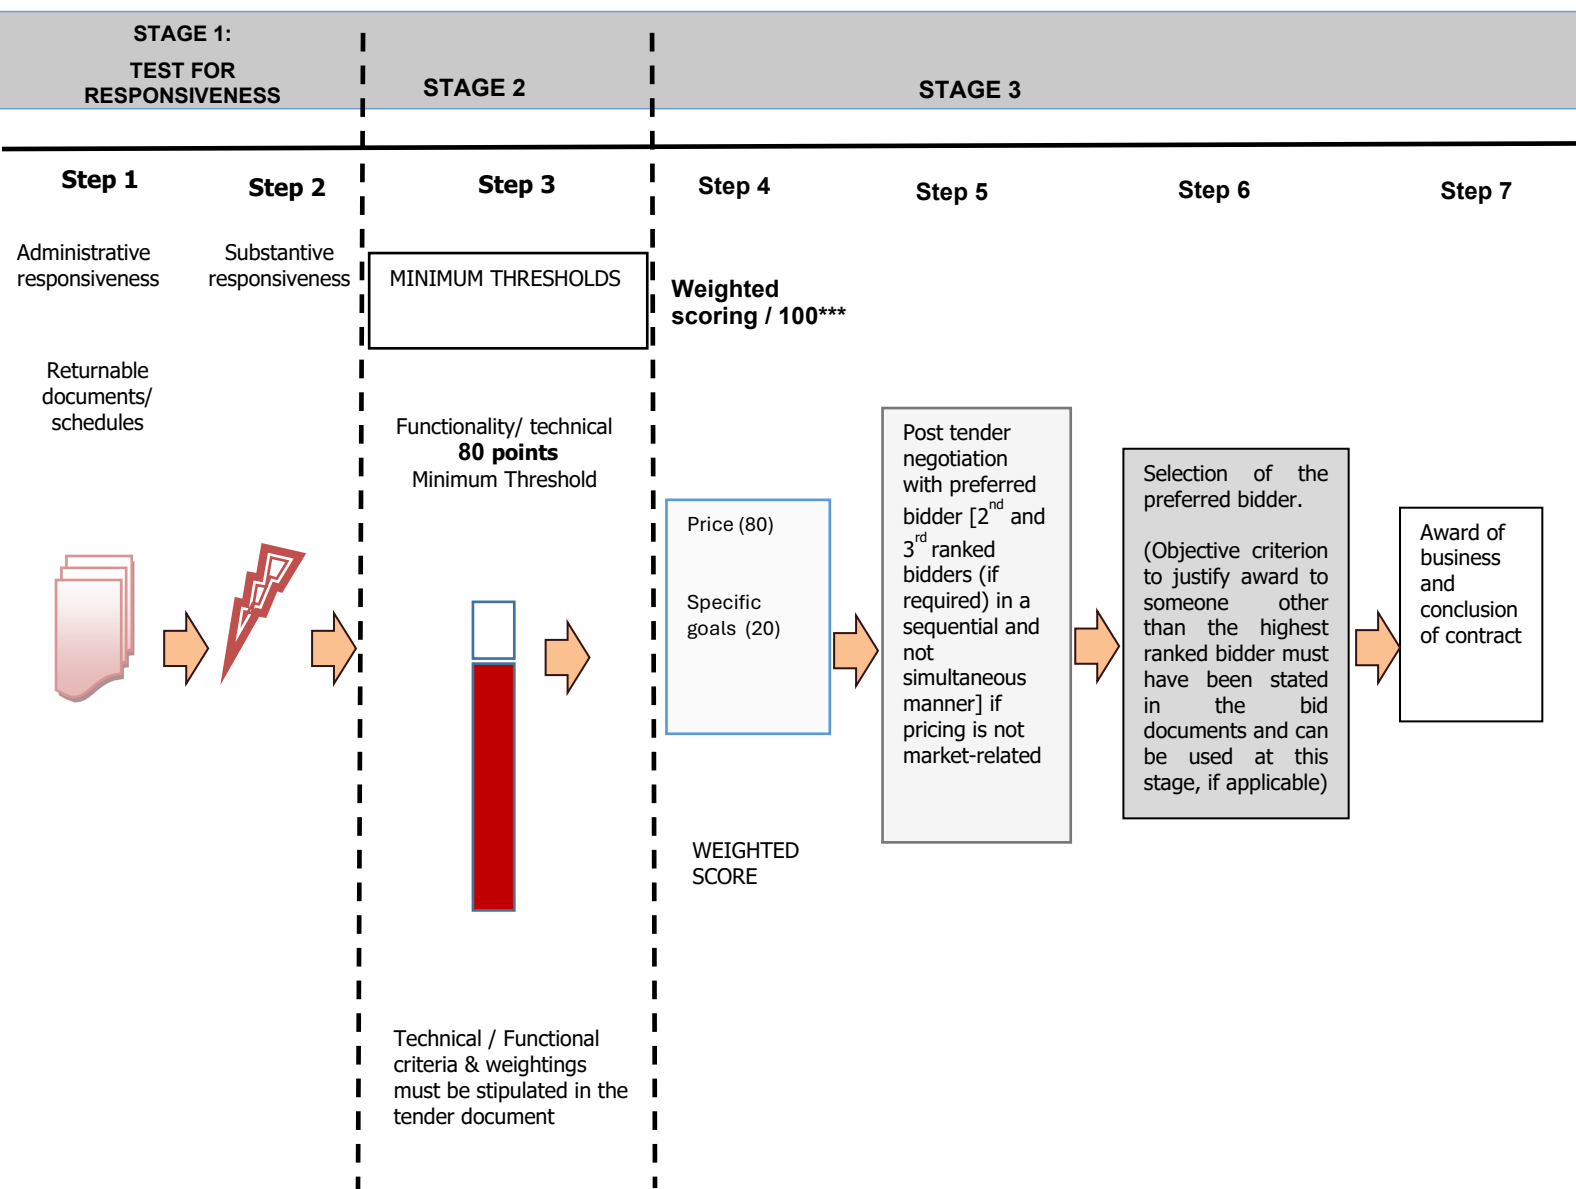 STAGE 1:
TEST FOR
RESPONSIVENESS
STAGE 2
STAGE 3
Step 1
Step 2
Step 3
Step 4
Step 5
Step 6
Step 7
Administrative
responsiveness
Returnable
documents/
schedules
Substantive
responsiveness
MINIMUM THRESHOLDS
Functionality/ technical
80 points
Minimum Threshold
Technical / Functional
criteria & weightings
must be stipulated in the
tender document
Weighted
scoring / 100***
Price (80)
Specific
goals (20)
WEIGHTED
SCORE
Post tender
negotiation
with preferred
bidder [2nd and
3rd ranked
bidders (if
required) in a
sequential and
not
simultaneous
manner] if
pricing is not
market-related
Selection of the
preferred bidder.
(Objective criterion
to justify award to
someone other
than the highest
ranked bidder must
have been stated
in the bid
documents and can
be used at this
stage, if applicable)
Award of
business
and
conclusion
of contract